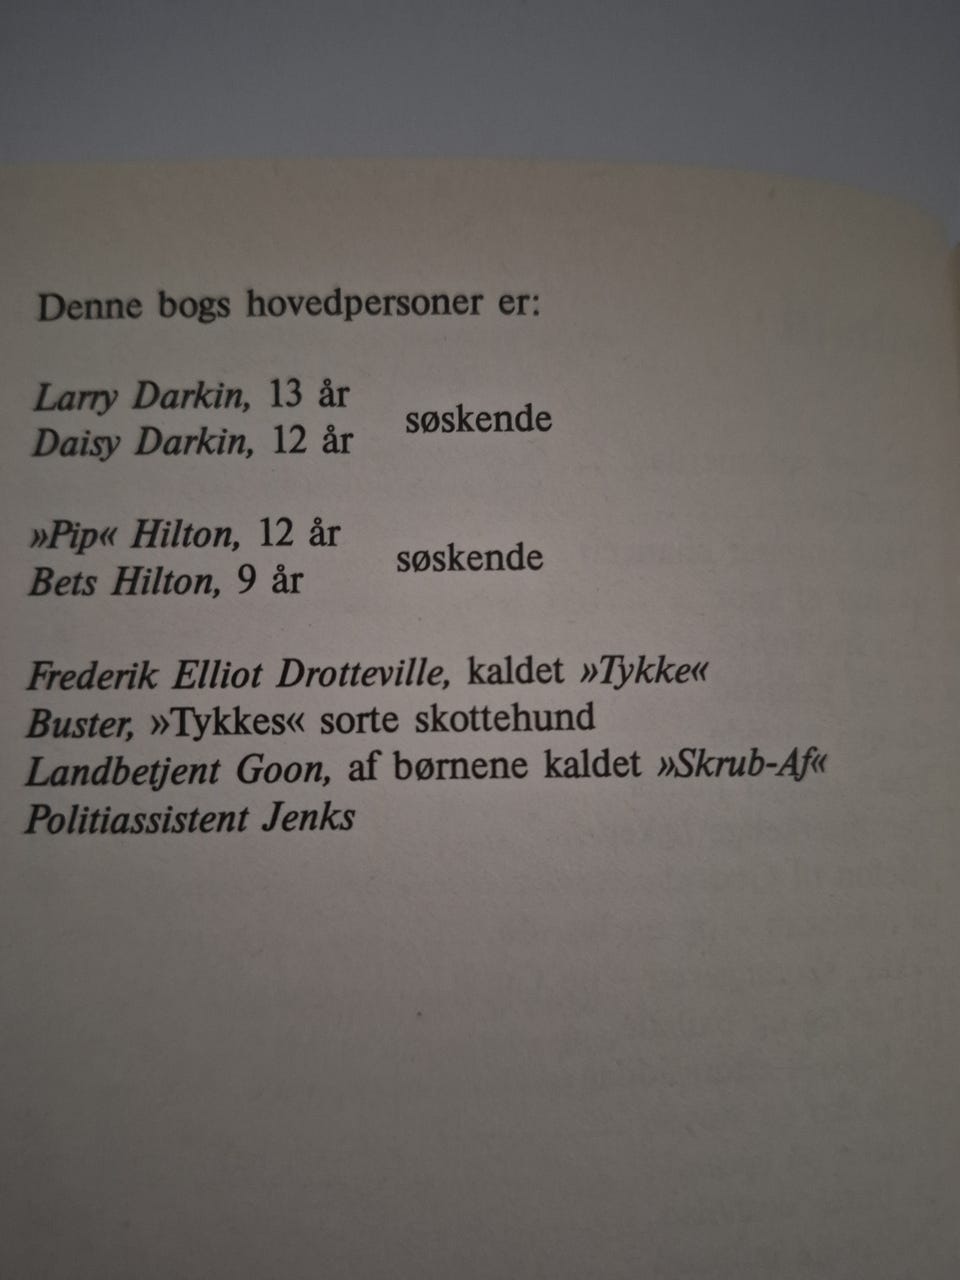 Denne bogs hovedpersoner er:
Larry Darkin, 13 år
Daisy Darkin, 12 år
søskende
»Pip« Hilton, 12 år
Bets Hilton, 9 år
søskende
Frederik Elliot Drotteville, kaldet »Tykke«
Buster, »Tykkes« sorte skottehund
Landbetjent Goon, af børnene kaldet »Skrub-Af«
Politiassistent Jenks